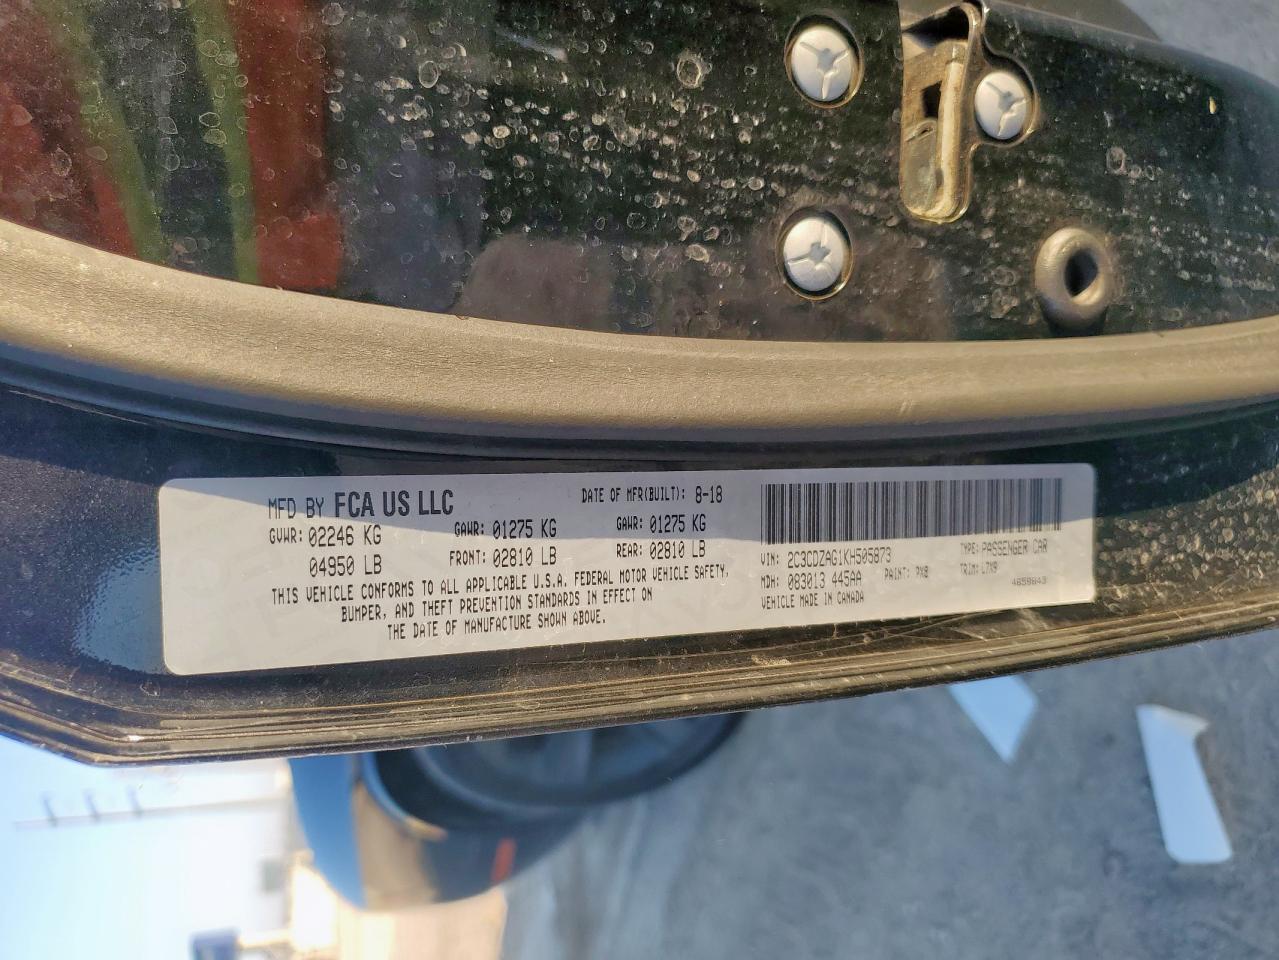 MFD BY FCA US LLC DATE OF MFR(BUILT): 8-18
GVWR: 02246 KG GAWR: 01275 KG GAWR: 01275 KG
04950 LB FRONT: 02810 LB REAR: 02810 LB
THIS VEHICLE CONFORMS TO ALL APPLICABLE U.S.A. FEDERAL MOTOR VEHICLE SAFETY,
BUMPER, AND THEFT PREVENTION STANDARDS IN EFFECT ON
THE DATE OF MANUFACTURE SHOWN ABOVE.
VIN: 2C3CDZAG1KH505873 TYPE: PASSENGER CAR
MDH: 083013 445AA PAINT: PX8 TRIM: L7X9
VEHICLE MADE IN CANADA